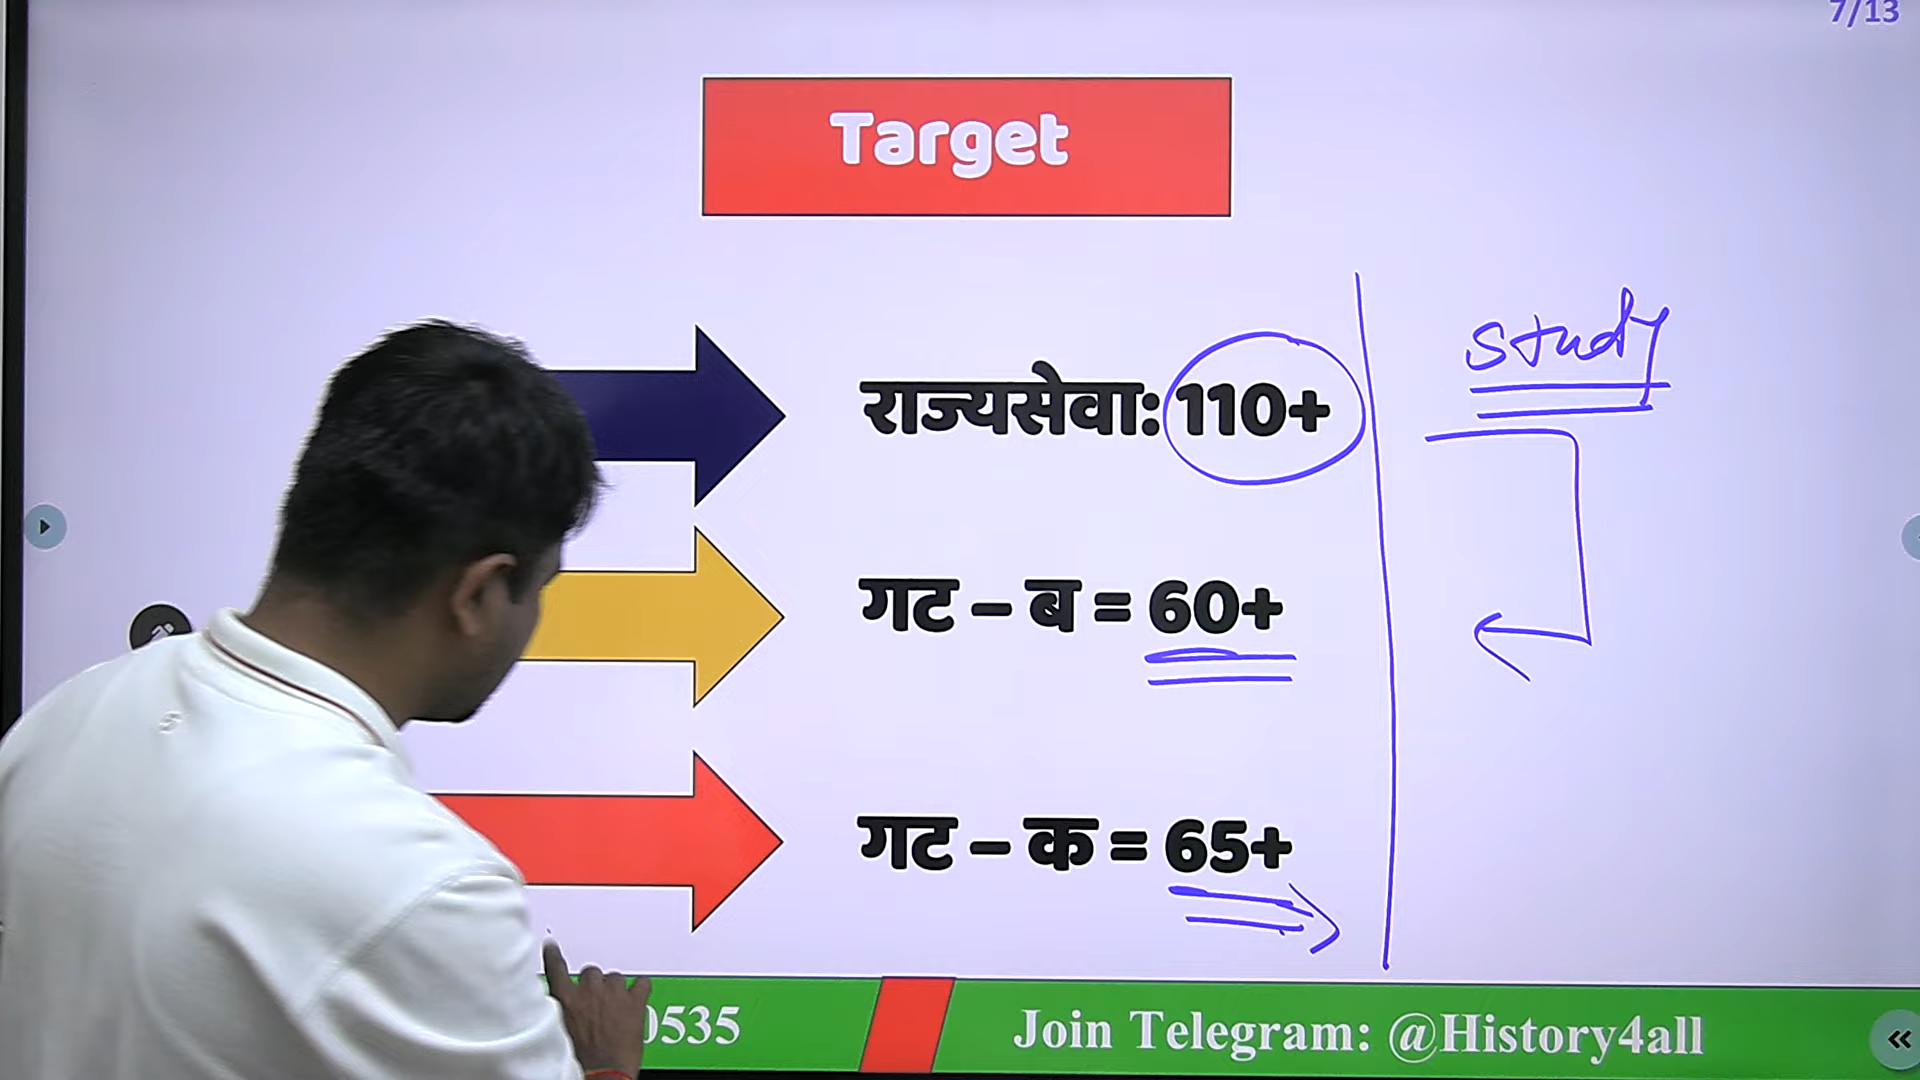 7/13
Target
राज्यसेवा: 110+
study
गट – ब = 60+
गट – क = 65+
0535
Join Telegram: @History4all